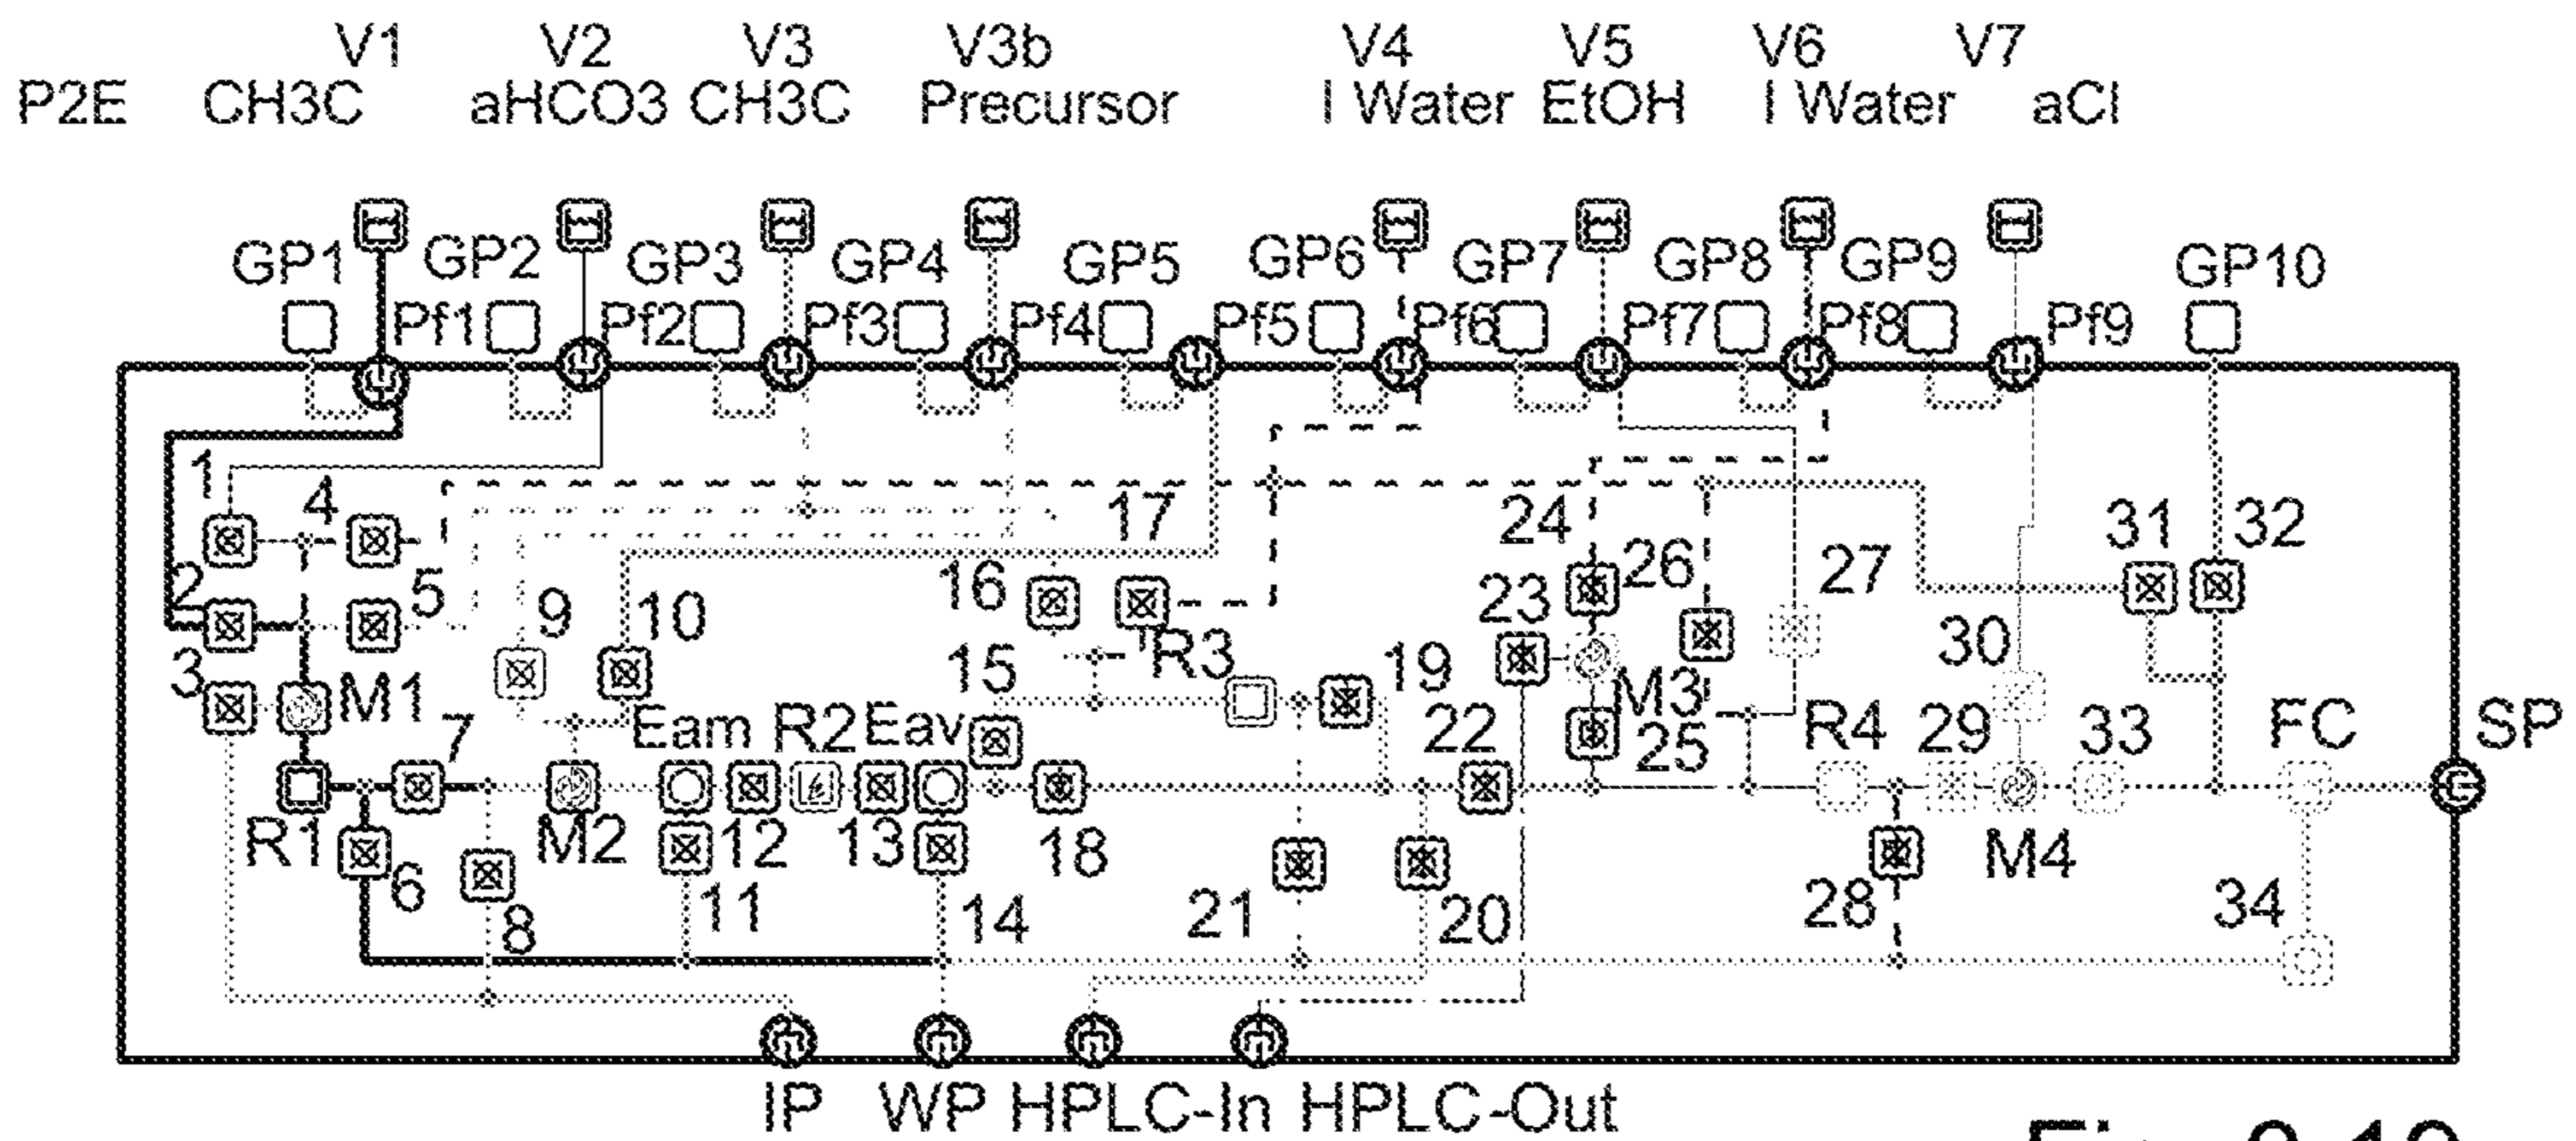 V1 V2 V3 V3b V4 V5 V6 V7
P2E CH3C aHCO3 CH3C Precursor I Water EtOH I Water aCl
GP1 GP2 GP3 GP4 GP5 GP6 GP7 GP8 GP9 GP10
Pf1 Pf2 Pf3 Pf4 Pf5 Pf6 Pf7 Pf8 Pf9
1 4 17 24 31 32
2 5 9 10 16 23 26 27
3 M1 15 R3 19 M3 30
7 Eam R2 Eav 22 25 R4 29 33 FC SP
R1 M2 12 13 18 M4
6 8 11 14 21 20 28 34
IP WP HPLC-In HPLC-Out